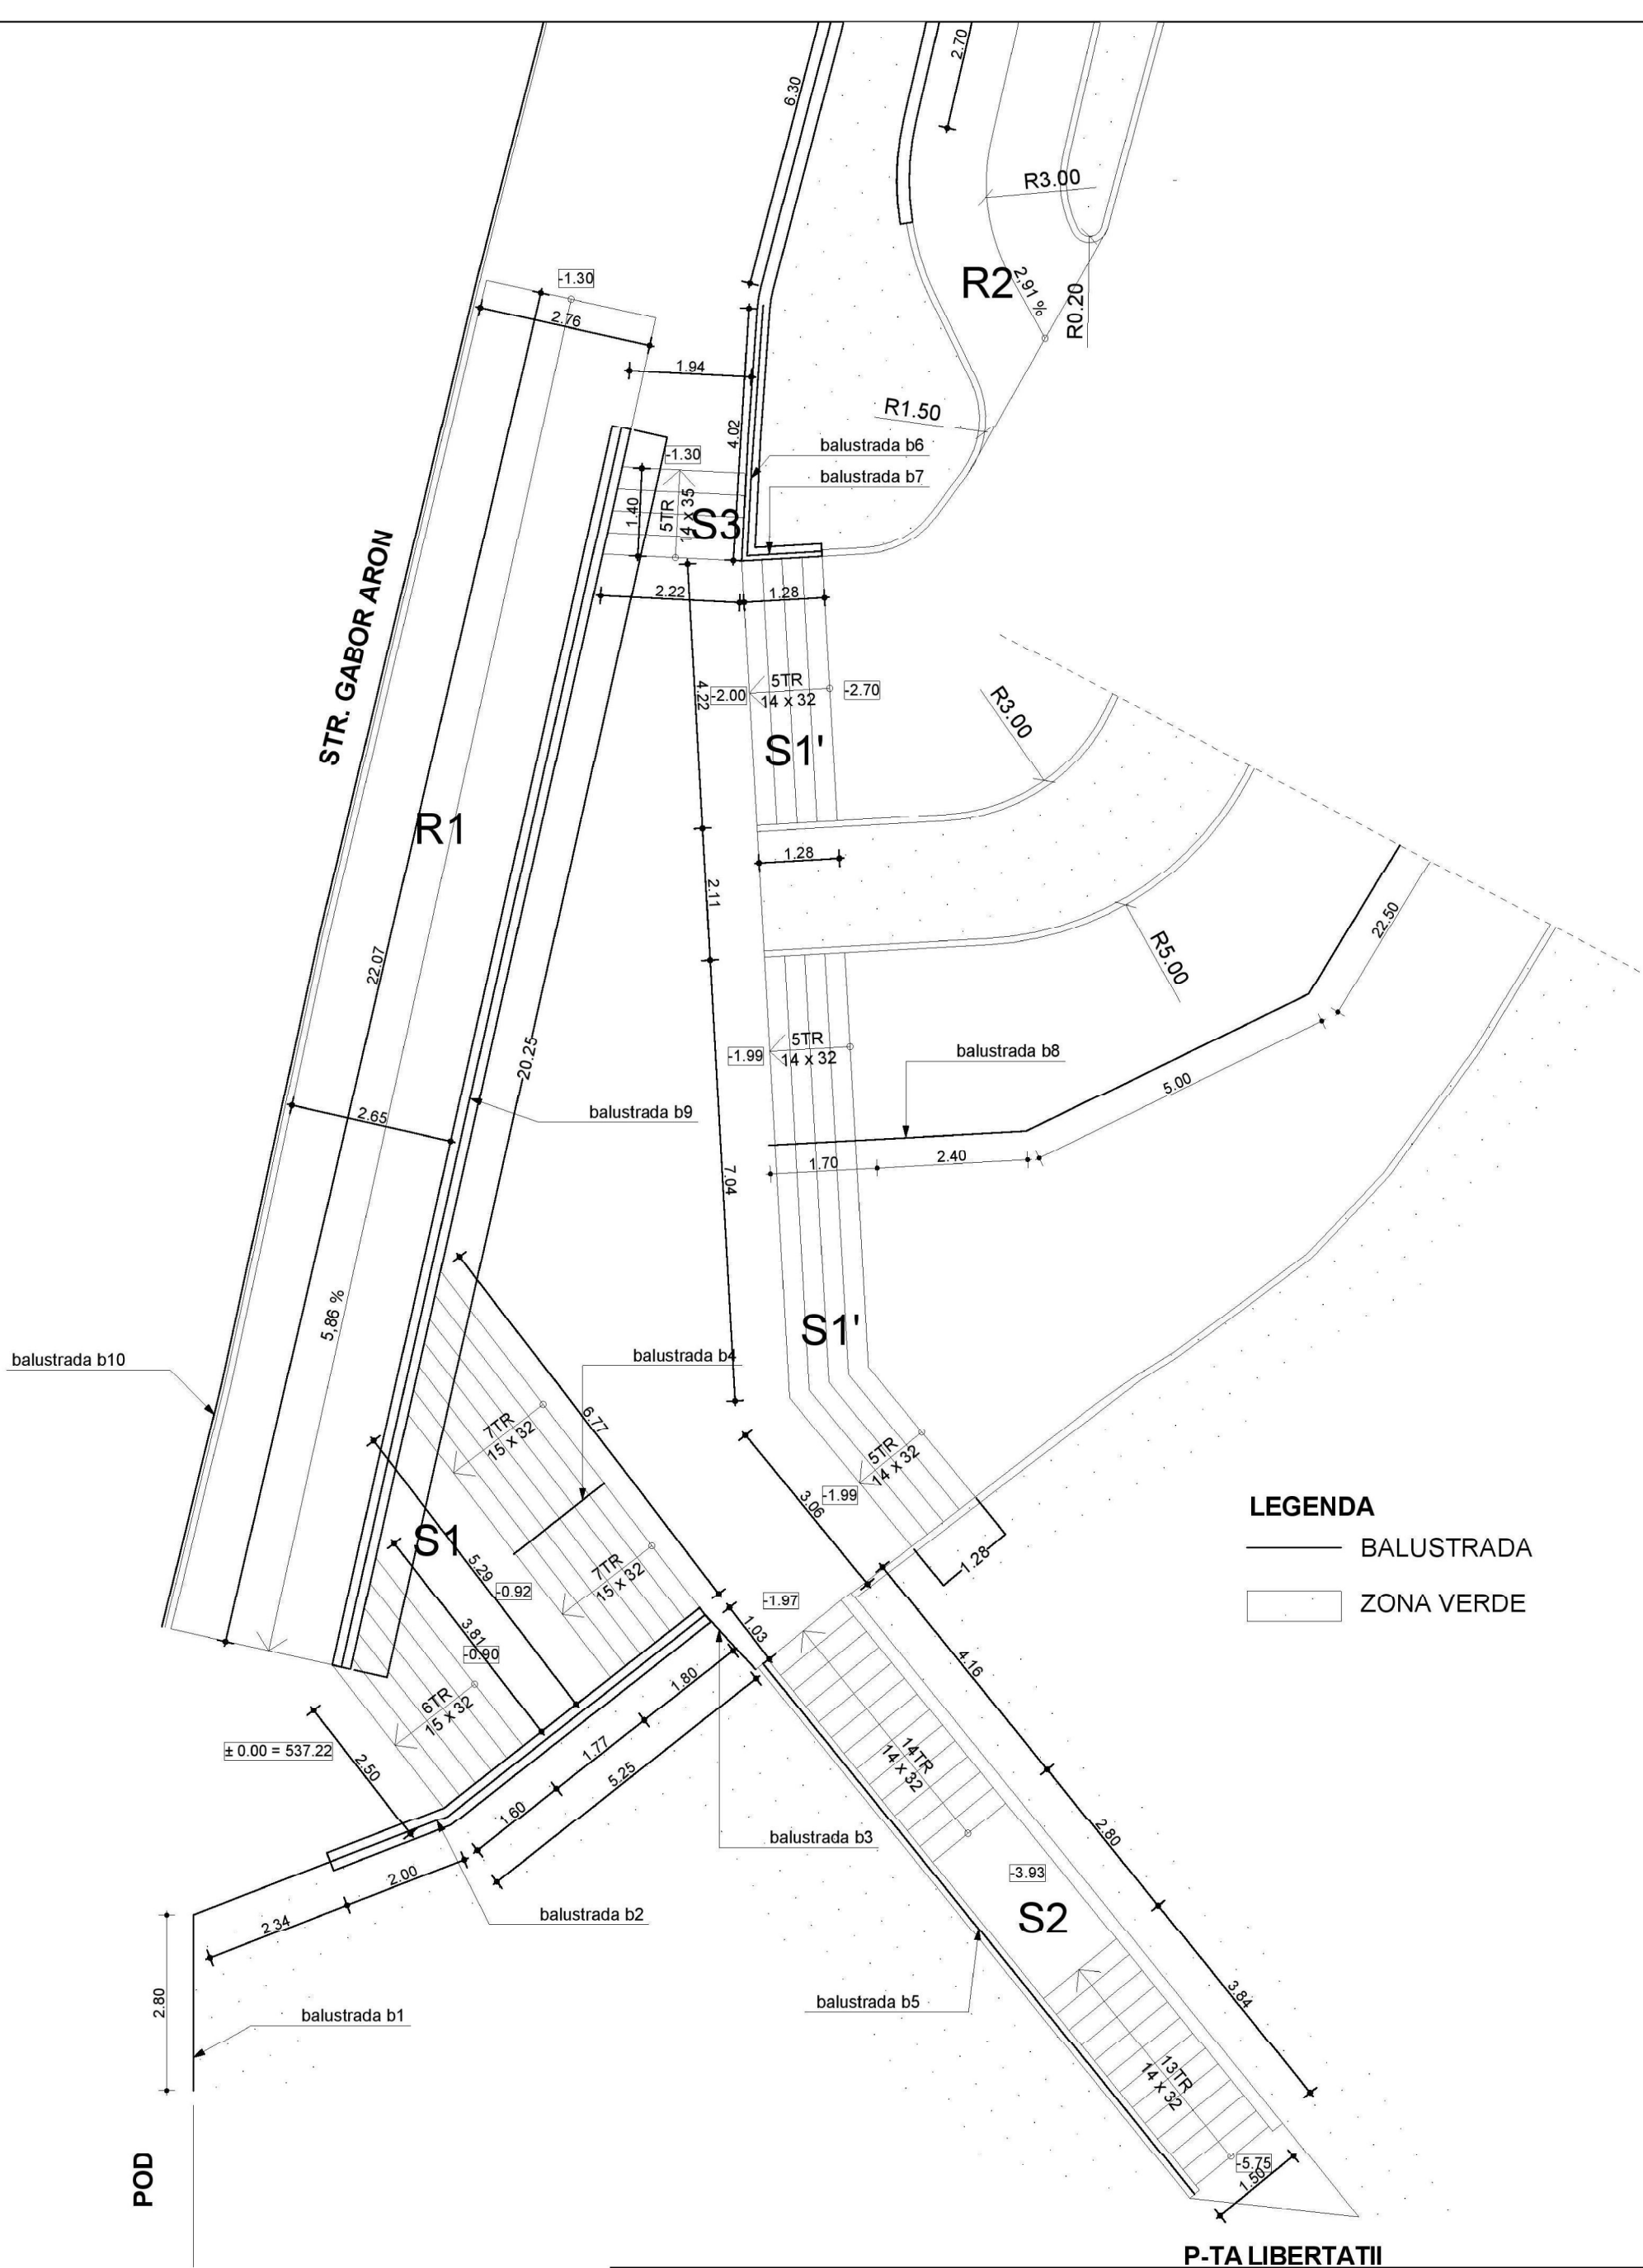 2.70
6.30
R3.00
-1.30
R2
2,91 %
R0.20
2.76
1.94
R1.50
4.02
balustrada b6
-1.30
balustrada b7
1.40
5TR
14 x 35
S3
STR. GABOR ARON
2.22
1.28
4.22
-2.00
5TR
14 x 32
-2.70
R3.00
S1'
R1
1.28
2.11
22.50
R5.00
22.07
20.25
-1.99
5TR
14 x 32
balustrada b8
5.00
2.65
balustrada b9
1.70
2.40
7.04
5,86 %
S1'
balustrada b10
balustrada b4
6.77
7TR
15 x 32
5TR
14 x 32
-1.99
3.06
LEGENDA
BALUSTRADA
ZONA VERDE
S1
5.29
-0.92
7TR
15 x 32
1.28
-1.97
3.81
-0.90
1.03
4.16
1.80
6TR
15 x 32
± 0.00 = 537.22
2.50
1.77
5.25
14TR
14 x 32
1.60
balustrada b3
2.80
2.00
-3.93
2.34
balustrada b2
S2
2.80
balustrada b1
balustrada b5
3.84
13TR
14 x 32
POD
-5.75
1.50
P-TA LIBERTATII